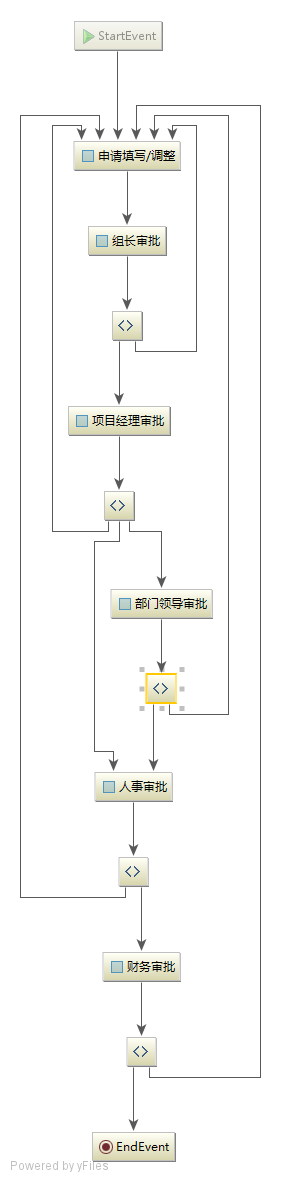 StartEvent
申请填写/调整
组长审批
<>
项目经理审批
<>
部门领导审批
<>
人事审批
<>
财务审批
<>
EndEvent
Powered by yFiles